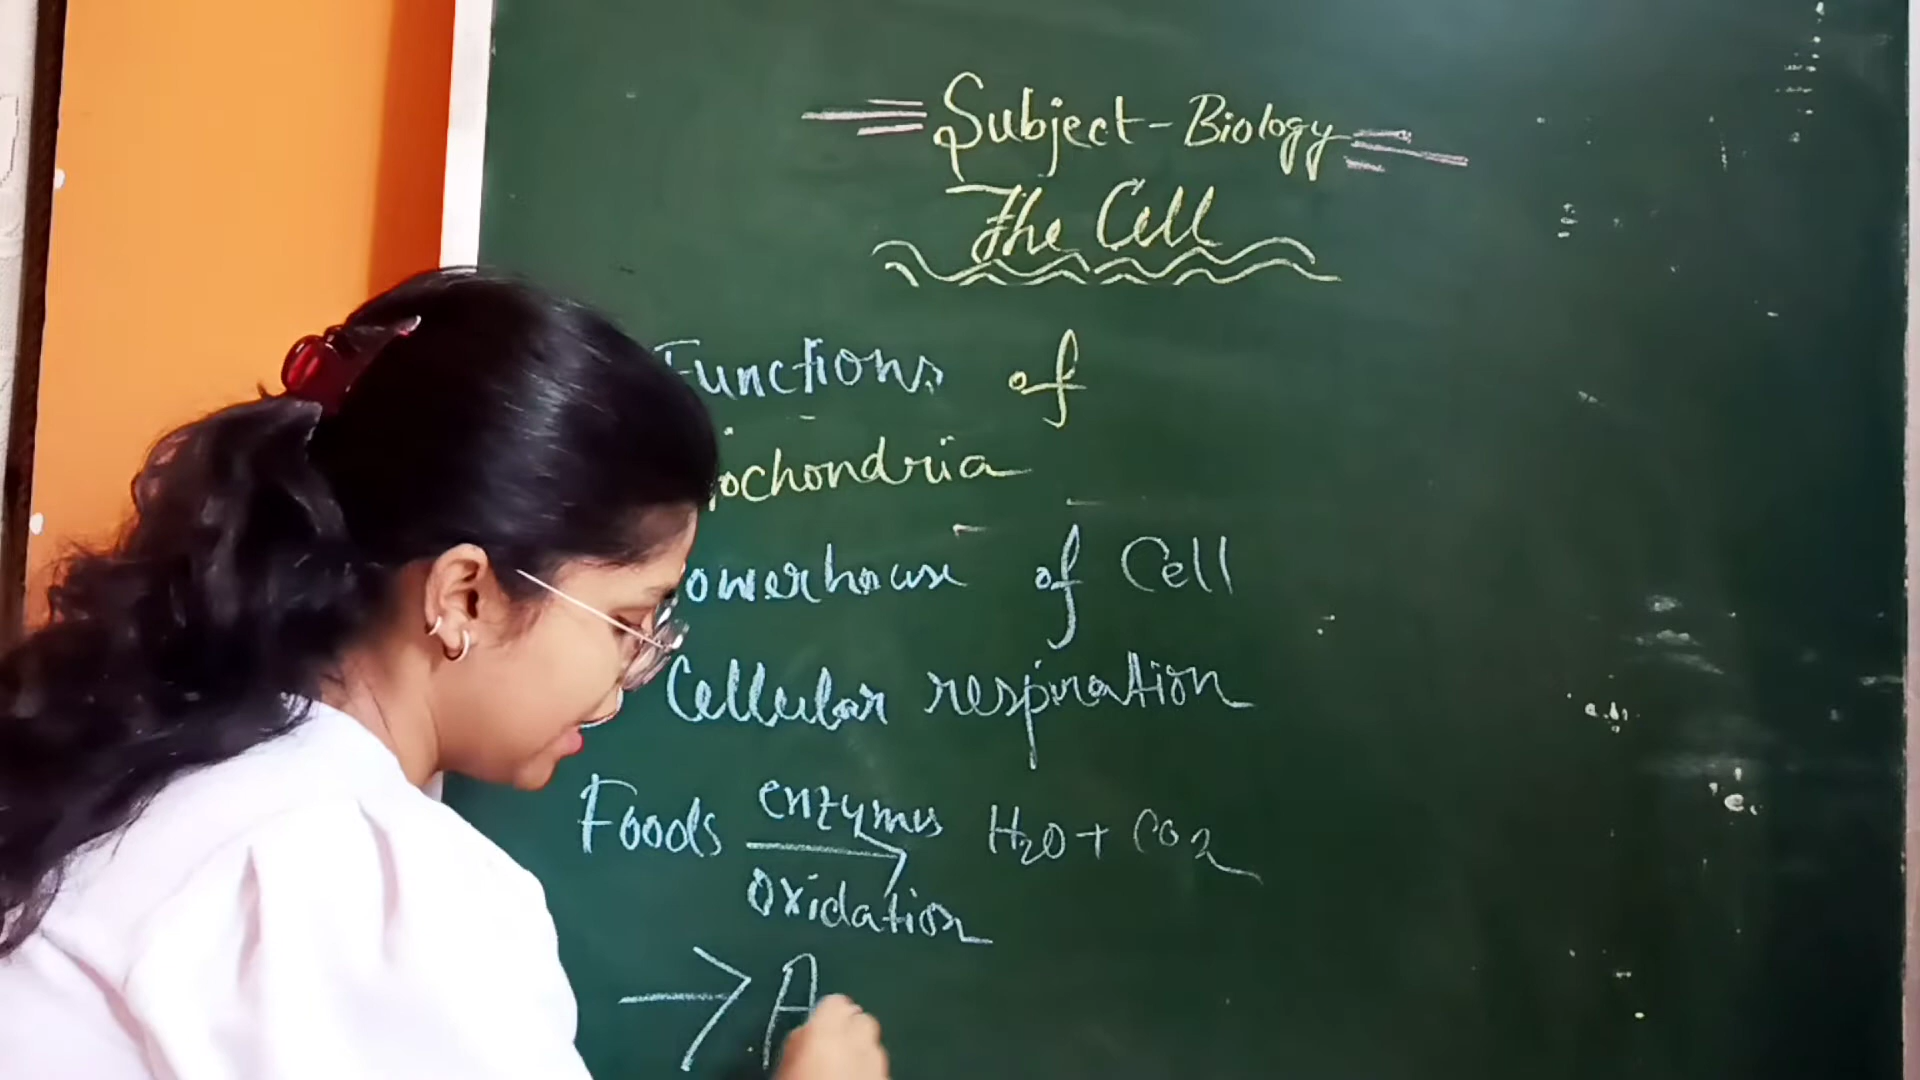 Subject - Biology
The Cell
Functions of
ochondria
owerhouse of Cell
Cellular respiration
Foods enzymes H2O + CO2
oxidation
→ A